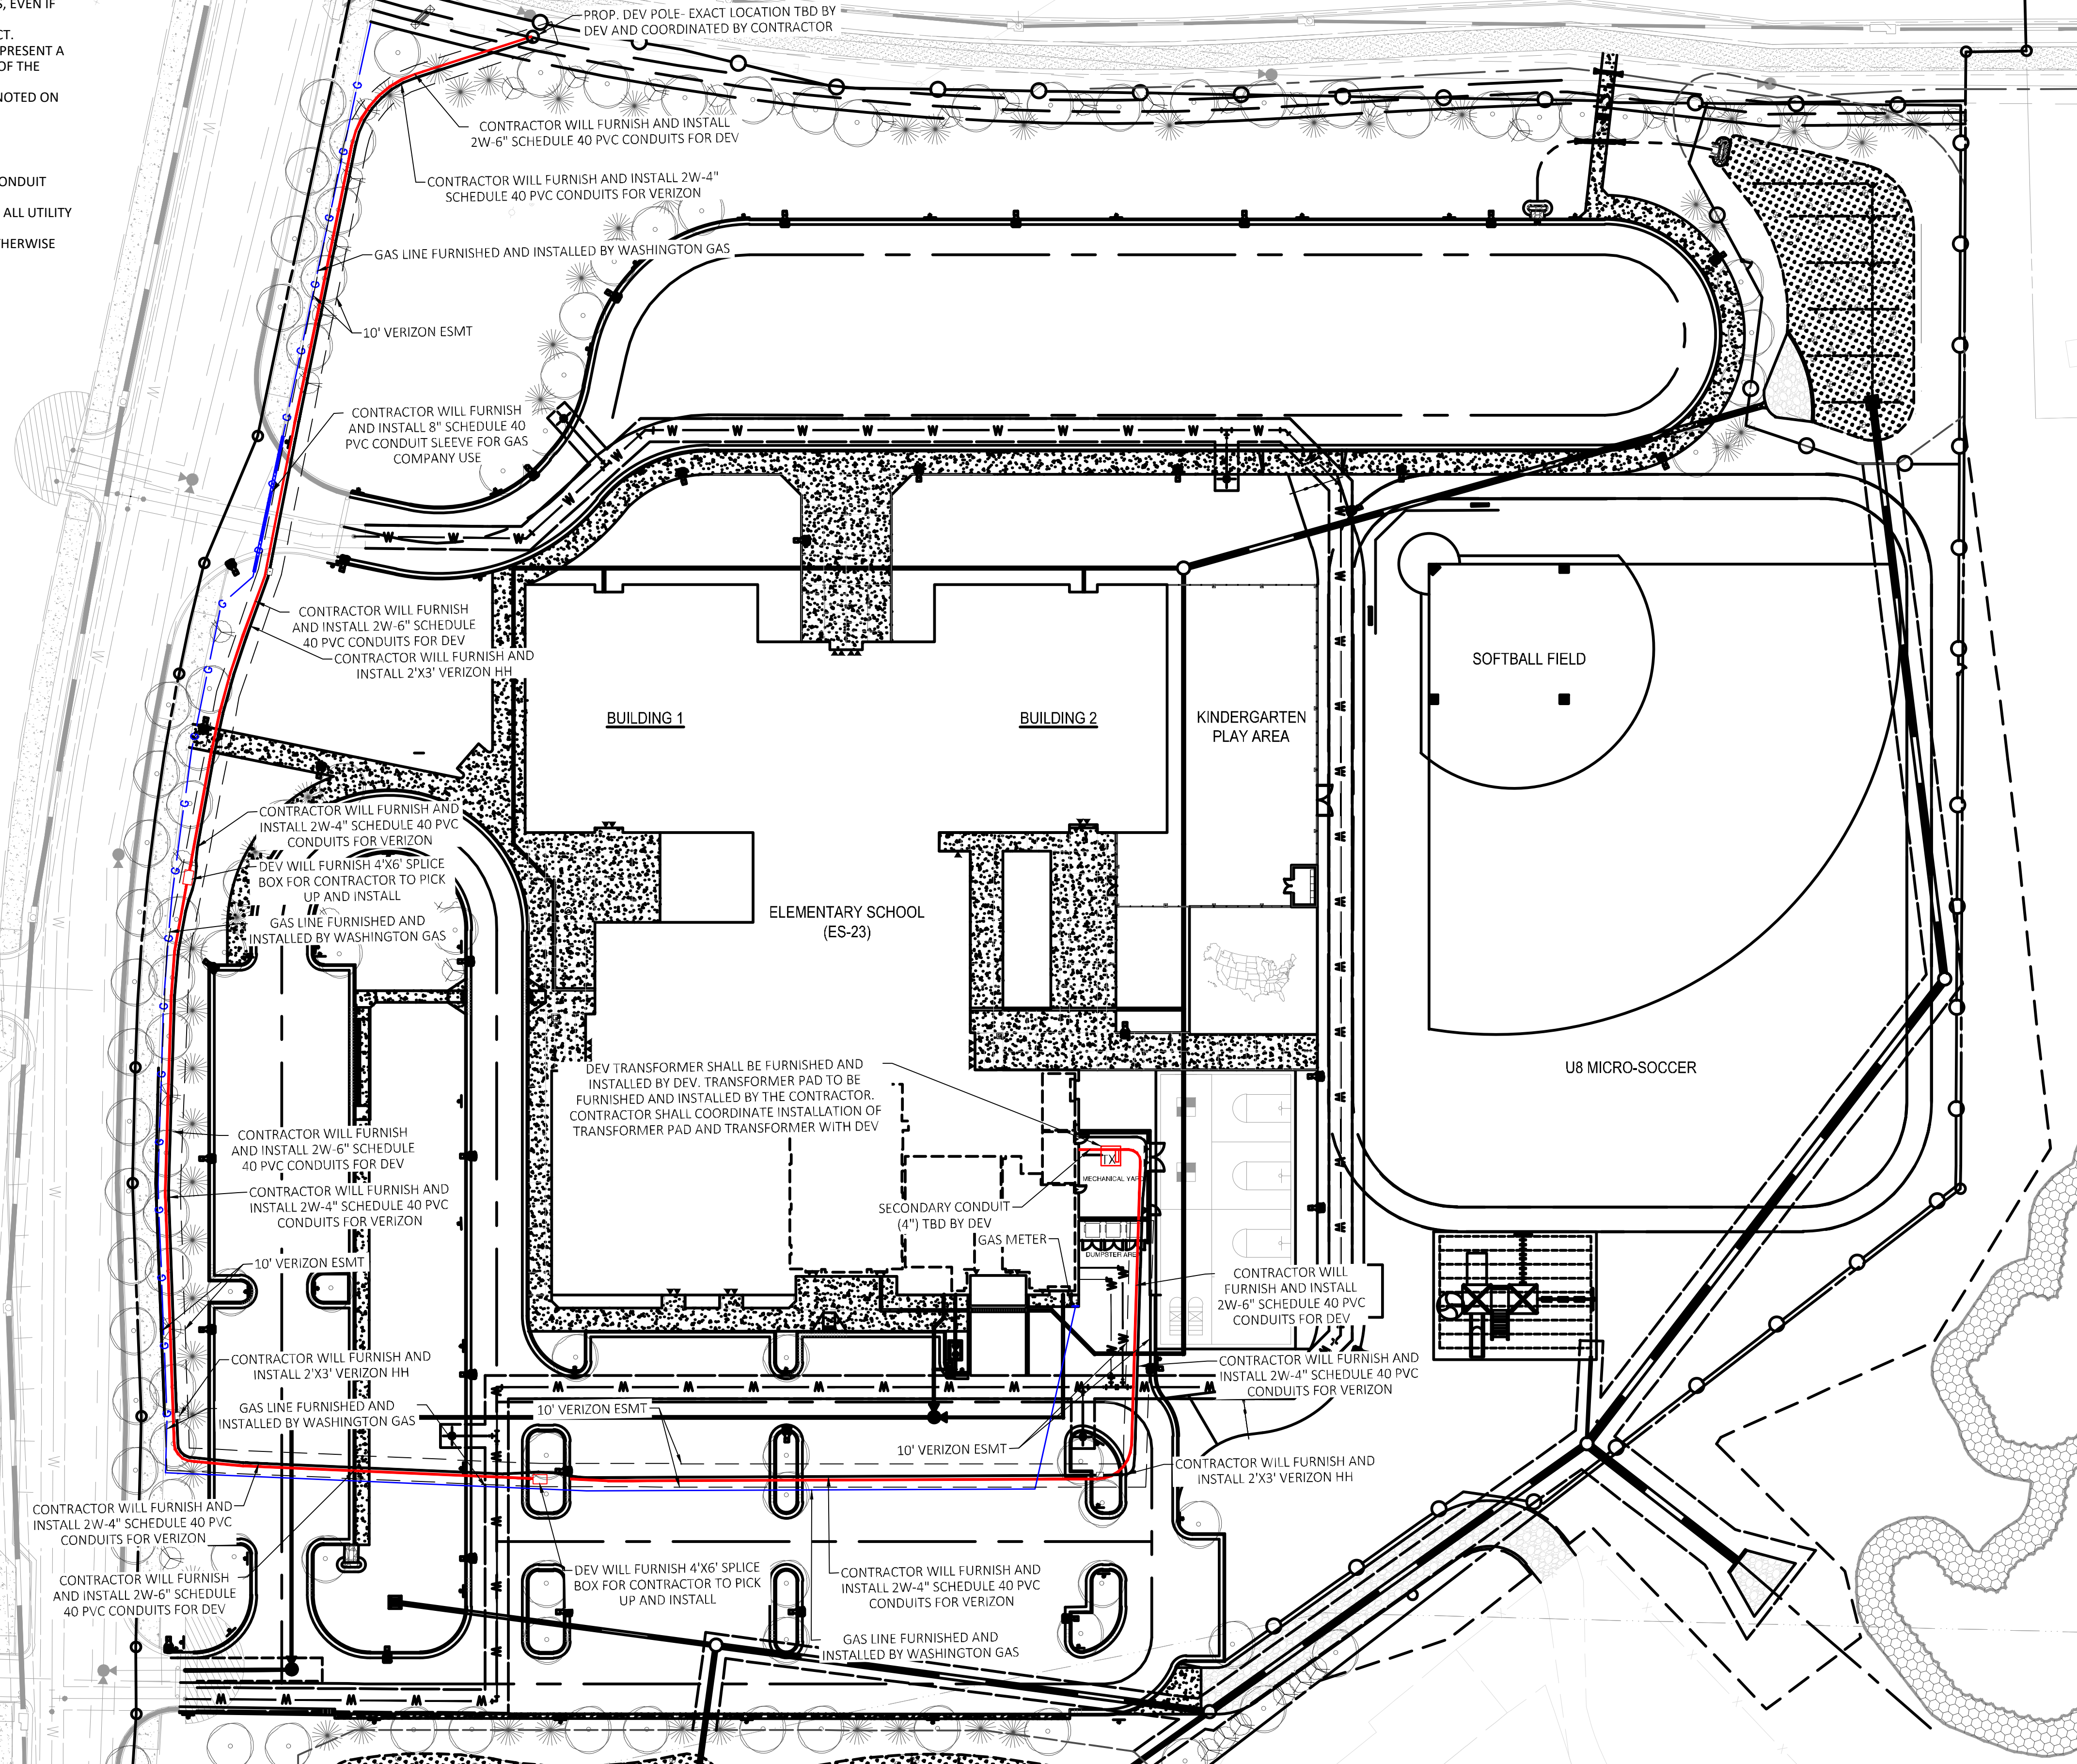 S, EVEN IF
CT.
PRESENT A
OF THE
NOTED ON
ONDUIT
ALL UTILITY
HERWISE
PROP. DEV POLE- EXACT LOCATION TBD BY
DEV AND COORDINATED BY CONTRACTOR
CONTRACTOR WILL FURNISH AND INSTALL
2W-6" SCHEDULE 40 PVC CONDUITS FOR DEV
CONTRACTOR WILL FURNISH AND INSTALL 2W-4"
SCHEDULE 40 PVC CONDUITS FOR VERIZON
GAS LINE FURNISHED AND INSTALLED BY WASHINGTON GAS
10' VERIZON ESMT
CONTRACTOR WILL FURNISH
AND INSTALL 8" SCHEDULE 40
PVC CONDUIT SLEEVE FOR GAS
COMPANY USE
CONTRACTOR WILL FURNISH
AND INSTALL 2W-6" SCHEDULE
40 PVC CONDUITS FOR DEV
CONTRACTOR WILL FURNISH AND
INSTALL 2'X3' VERIZON HH
BUILDING 1
BUILDING 2
KINDERGARTEN
PLAY AREA
SOFTBALL FIELD
CONTRACTOR WILL FURNISH AND
INSTALL 2W-4" SCHEDULE 40 PVC
CONDUITS FOR VERIZON
DEV WILL FURNISH 4'X6' SPLICE
BOX FOR CONTRACTOR TO PICK
UP AND INSTALL
GAS LINE FURNISHED AND
INSTALLED BY WASHINGTON GAS
ELEMENTARY SCHOOL
(ES-23)
U8 MICRO-SOCCER
DEV TRANSFORMER SHALL BE FURNISHED AND
INSTALLED BY DEV. TRANSFORMER PAD TO BE
FURNISHED AND INSTALLED BY THE CONTRACTOR.
CONTRACTOR SHALL COORDINATE INSTALLATION OF
TRANSFORMER PAD AND TRANSFORMER WITH DEV
CONTRACTOR WILL FURNISH
AND INSTALL 2W-6" SCHEDULE
40 PVC CONDUITS FOR DEV
TX
MECHANICAL YARD
CONTRACTOR WILL FURNISH AND
INSTALL 2W-4" SCHEDULE 40 PVC
CONDUITS FOR VERIZON
SECONDARY CONDUIT
(4") TBD BY DEV
GAS METER
DUMPSTER AREA
10' VERIZON ESMT
CONTRACTOR WILL
FURNISH AND INSTALL
2W-6" SCHEDULE 40 PVC
CONDUITS FOR DEV
CONTRACTOR WILL FURNISH AND
INSTALL 2'X3' VERIZON HH
CONTRACTOR WILL FURNISH AND
INSTALL 2W-4" SCHEDULE 40 PVC
CONDUITS FOR VERIZON
GAS LINE FURNISHED AND
INSTALLED BY WASHINGTON GAS
10' VERIZON ESMT
10' VERIZON ESMT
CONTRACTOR WILL FURNISH AND
INSTALL 2'X3' VERIZON HH
CONTRACTOR WILL FURNISH AND
INSTALL 2W-4" SCHEDULE 40 PVC
CONDUITS FOR VERIZON
CONTRACTOR WILL FURNISH
AND INSTALL 2W-6" SCHEDULE
40 PVC CONDUITS FOR DEV
DEV WILL FURNISH 4'X6' SPLICE
BOX FOR CONTRACTOR TO PICK
UP AND INSTALL
CONTRACTOR WILL FURNISH AND
INSTALL 2W-4" SCHEDULE 40 PVC
CONDUITS FOR VERIZON
GAS LINE FURNISHED AND
INSTALLED BY WASHINGTON GAS